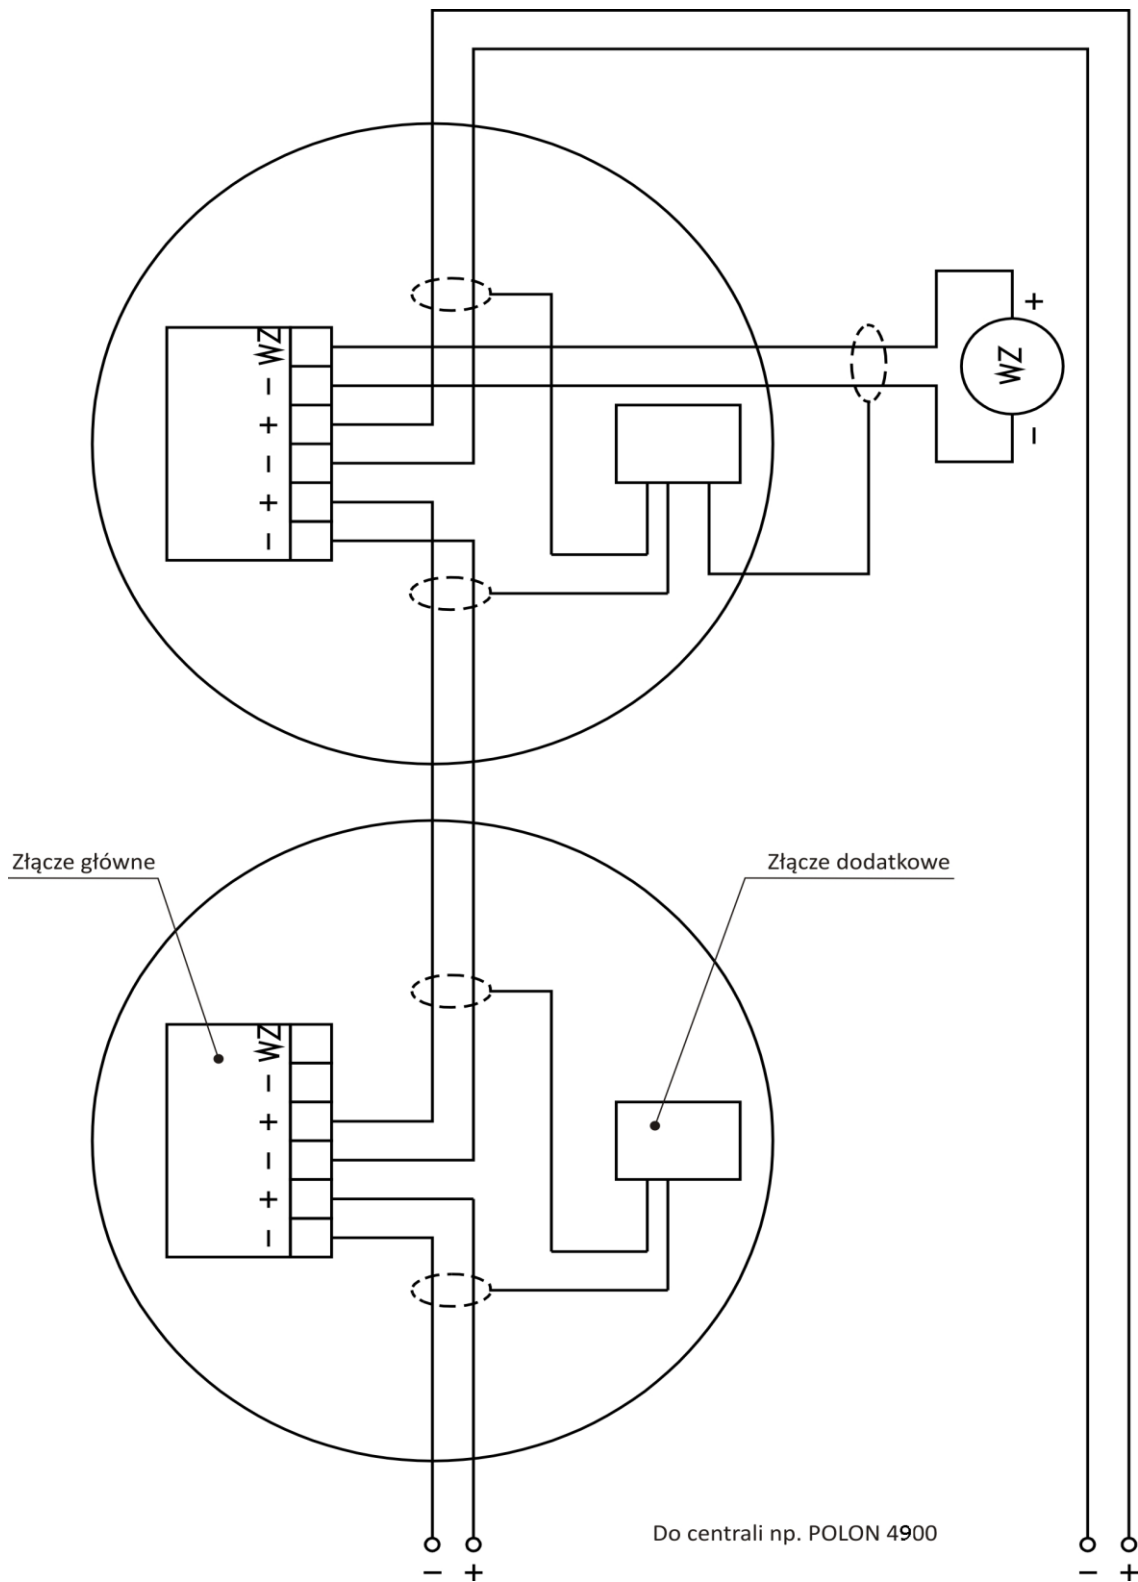 +
WZ
−
WZ
−
+
−
+
−
Złącze główne
Złącze dodatkowe
WZ
−
+
−
+
−
Do centrali np. POLON 4900
− + − +